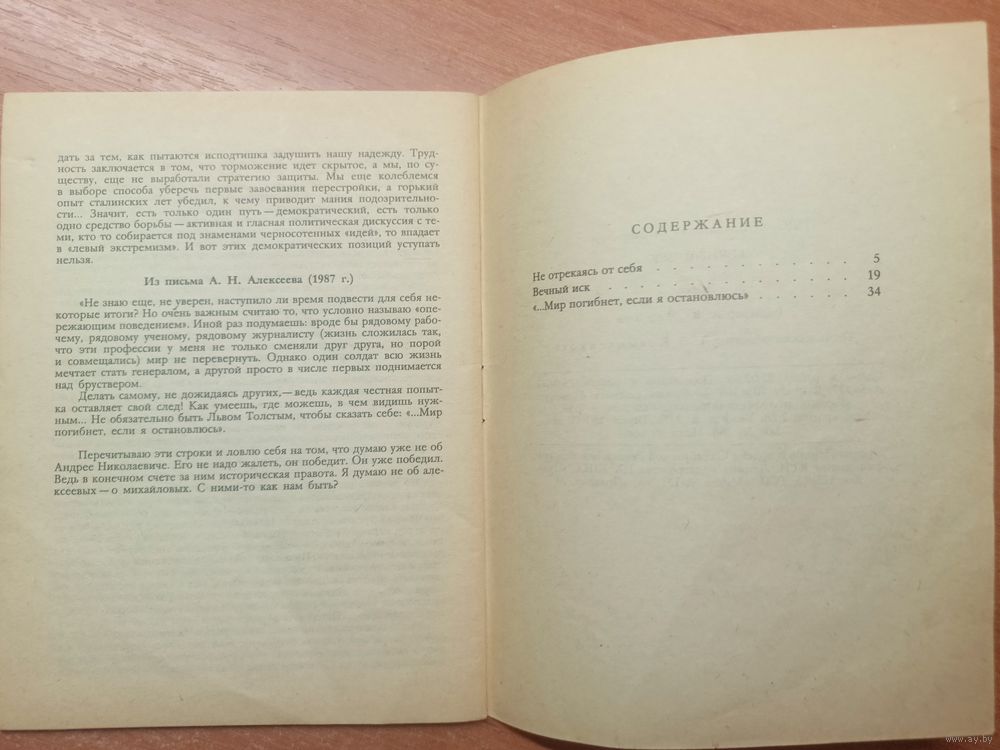 дать за тем, как пытаются исподтишка задушить нашу надежду. Труд-
ность заключается в том, что торможение идет скрытое, а мы, по су-
ществу, еще не выработали стратегию защиты. Мы еще колеблемся
в выборе способа уберечь первые завоевания перестройки, а горький
опыт сталинских лет убедил, к чему приводит мания подозрительно-
сти... Значит, есть только один путь — демократический, есть только
одно средство борьбы — активная и гласная политическая дискуссия с те-
ми, кто то собирается под знаменами черносотенных «идей», то впадает
в «левый экстремизм». И вот этих демократических позиций уступать
нельзя.
Из письма А. Н. Алексеева (1987 г.)
«Не знаю еще, не уверен, наступило ли время подвести для себя не-
которые итоги? Но очень важным считаю то, что условно называю «опе-
режающим поведением». Иной раз подумаешь: вроде бы рядовому рабо-
чему, рядовому ученому, рядовому журналисту (жизнь сложилась так,
что эти профессии у меня не только сменяли друг друга, но порой
и совмещались) мир не перевернуть. Однако один солдат всю жизнь
мечтает стать генералом, а другой просто в числе первых поднимается
над бруствером.
Делать самому, не дожидаясь других,— ведь каждая честная попыт-
ка оставляет свой след! Как умеешь, где можешь, в чем видишь нуж-
ным... Не обязательно быть Львом Толстым, чтобы сказать себе: «...Мир
погибнет, если я остановлюсь».
Перечитываю эти строки и ловлю себя на том, что думаю уже не об
Андрее Николаевиче. Его не надо жалеть, он победит. Он уже победил.
Ведь в конечном счете за ним историческая правота. Я думаю не об але-
ксеевых — о михайловых. С ними-то как нам быть?
СОДЕРЖАНИЕ
Не отрекаясь от себя . . . . . . . . . . . 5
Вечный иск . . . . . . . . . . . . . 19
«...Мир погибнет, если я остановлюсь» . . . . . . 34
www.ay.by